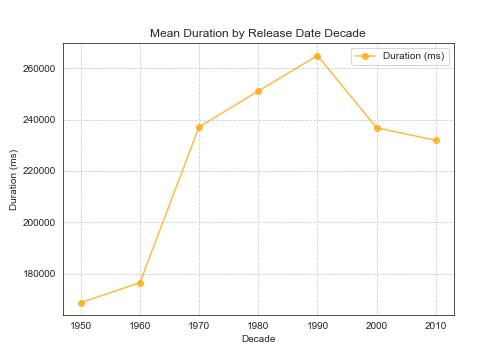 Mean Duration by Release Date Decade
Duration (ms)
260000
240000
220000
200000
180000
Duration (ms)
1950 1960 1970 1980 1990 2000 2010
Decade